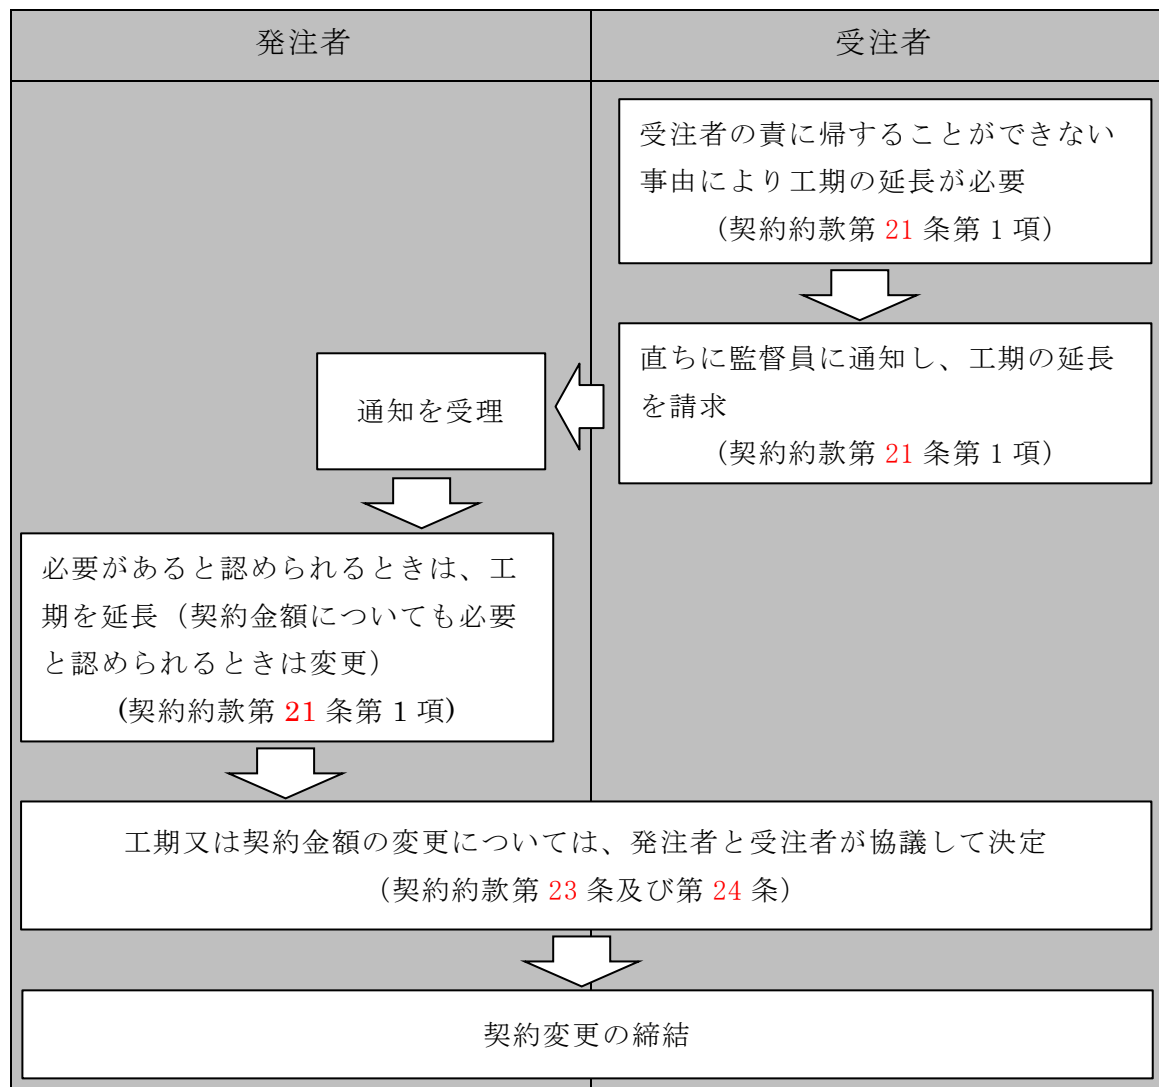 発注者
受注者
受注者の責に帰することができない
事由により工期の延長が必要
（契約約款第 21 条第 1 項）
直ちに監督員に通知し、工期の延長
を請求
（契約約款第 21 条第 1 項）
通知を受理
必要があると認められるときは、工
期を延長（契約金額についても必要
と認められるときは変更）
(契約約款第 21 条第 1 項)
工期又は契約金額の変更については、発注者と受注者が協議して決定
（契約約款第 23 条及び第 24 条）
契約変更の締結